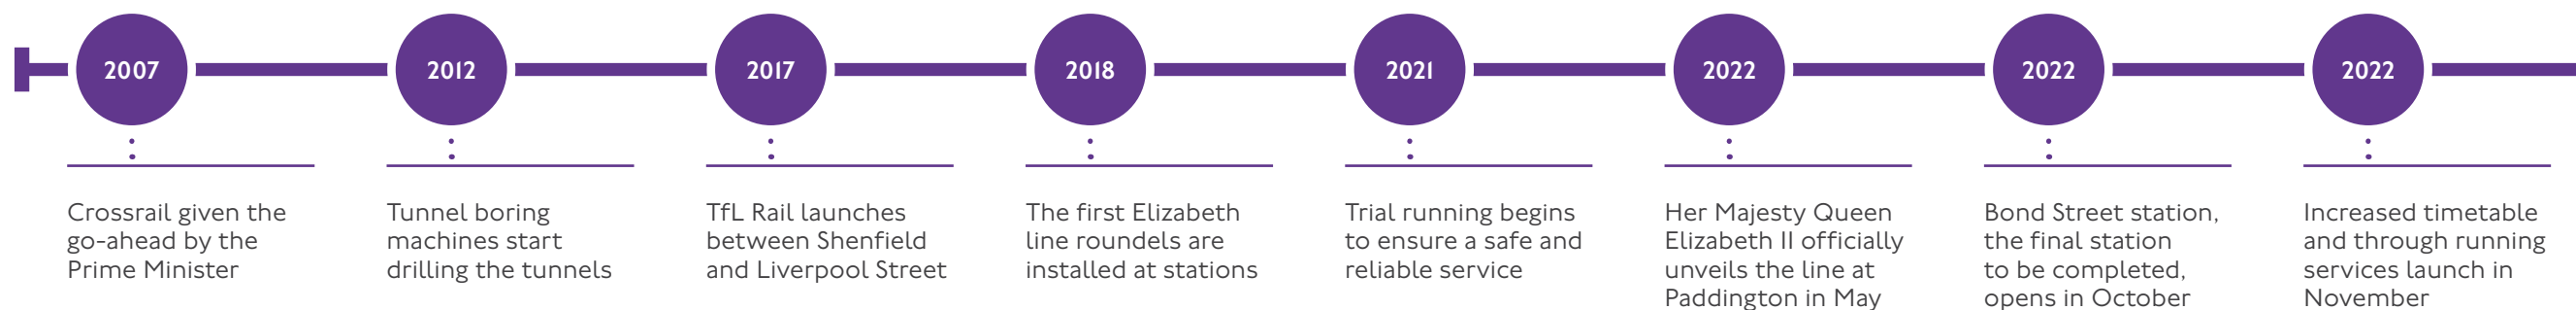 2007
Crossrail given the
go-ahead by the
Prime Minister
2012
Tunnel boring
machines start
drilling the tunnels
2017
TfL Rail launches
between Shenfield
and Liverpool Street
2018
The first Elizabeth
line roundels are
installed at stations
2021
Trial running begins
to ensure a safe and
reliable service
2022
Her Majesty Queen
Elizabeth II officially
unveils the line at
Paddington in May
2022
Bond Street station,
the final station
to be completed,
opens in October
2022
Increased timetable
and through running
services launch in
November